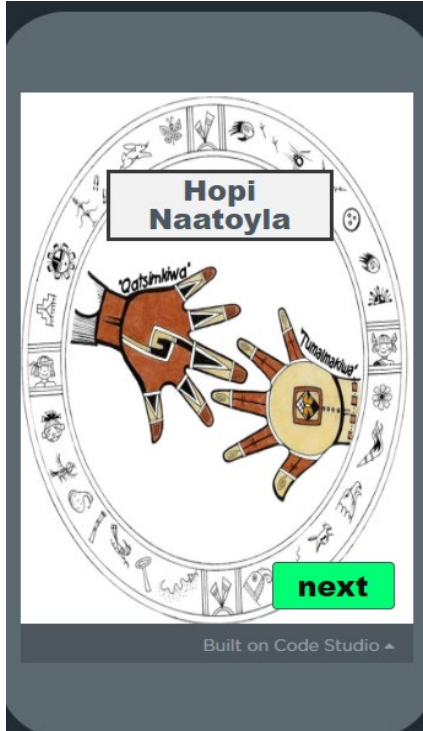 Hopi
Naatoyla
"Qatsimkiwa"
"Tumalmakiwa"
next
Built on Code Studio